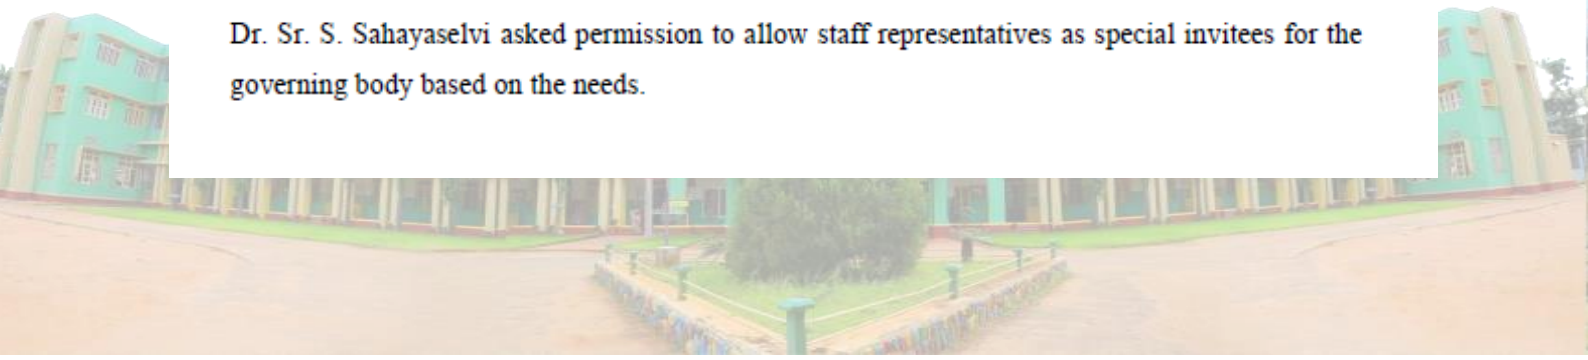 Dr. Sr. S. Sahayaselvi asked permission to allow staff representatives as special invitees for the
governing body based on the needs.